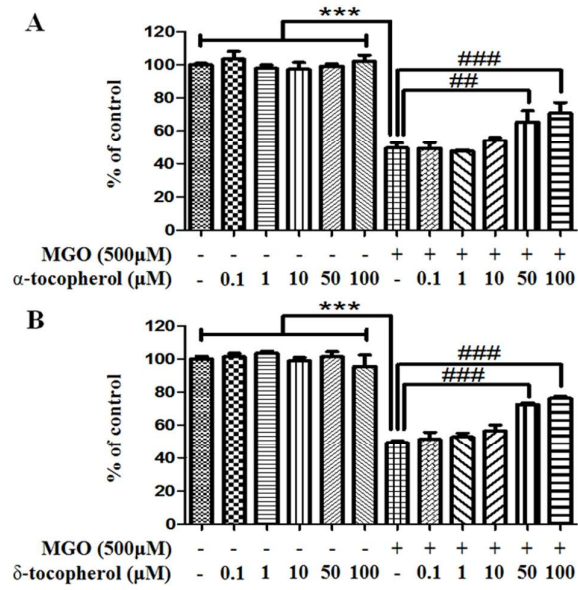 A
***
###
##
% of control
120
100
80
60
40
20
0
MGO (500μM) - - - - - - + + + + + +
α-tocopherol (μM) - 0.1 1 10 50 100 - 0.1 1 10 50 100
B
***
###
###
% of control
120
100
80
60
40
20
0
MGO (500μM) - - - - - - + + + + + +
δ-tocopherol (μM) - 0.1 1 10 50 100 - 0.1 1 10 50 100